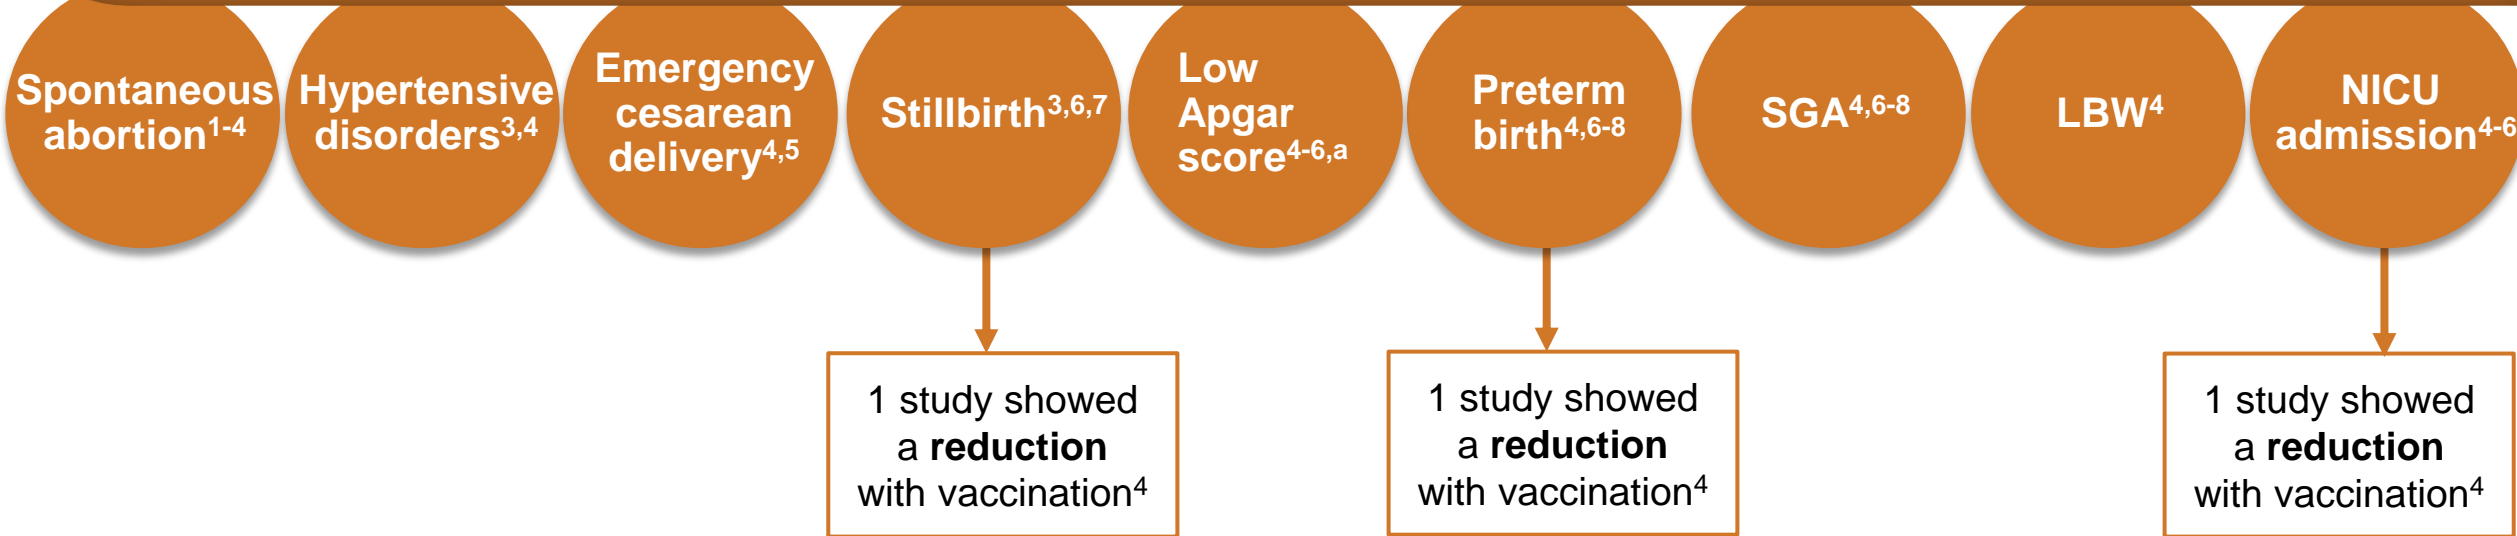 Spontaneous
abortion1-4
Hypertensive
disorders3,4
Emergency
cesarean
delivery4,5
Stillbirth3,6,7
Low
Apgar
score4-6,a
Preterm
birth4,6-8
SGA4,6-8
LBW4
NICU
admission4-6
1 study showed
a reduction
with vaccination4
1 study showed
a reduction
with vaccination4
1 study showed
a reduction
with vaccination4